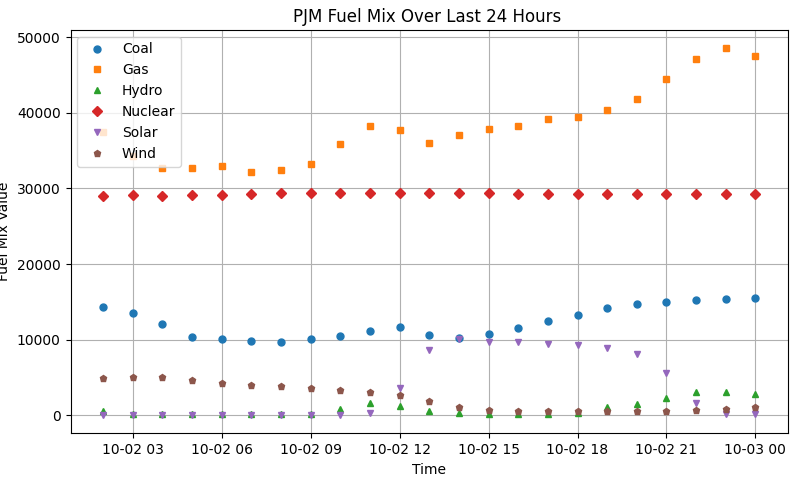 PJM Fuel Mix Over Last 24 Hours
50000
40000
30000
20000
10000
0
Fuel Mix Value
Coal
Gas
Hydro
Nuclear
Solar
Wind
10-02 03 10-02 06 10-02 09 10-02 12 10-02 15 10-02 18 10-02 21 10-03 00
Time